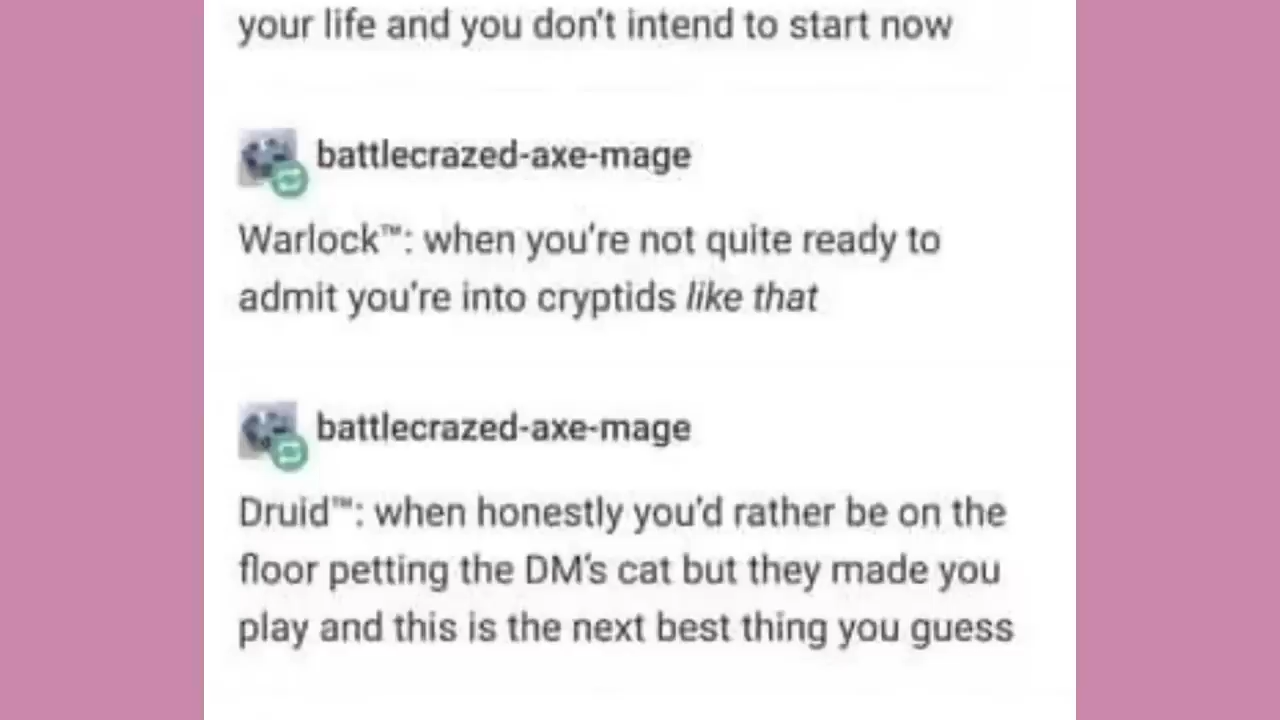 your life and you don't intend to start now
battlecrazed-axe-mage
Warlock™: when you're not quite ready to
admit you're into cryptids like that
battlecrazed-axe-mage
Druid™: when honestly you'd rather be on the
floor petting the DM's cat but they made you
play and this is the next best thing you guess